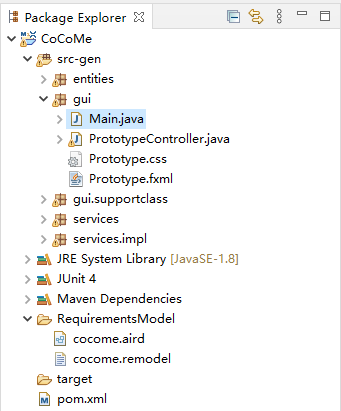 Package Explorer
CoCoMe
src-gen
entities
gui
Main.java
PrototypeController.java
Prototype.css
Prototype.fxml
gui.supportclass
services
services.impl
JRE System Library [JavaSE-1.8]
JUnit 4
Maven Dependencies
RequirementsModel
cocome.aird
cocome.remodel
target
pom.xml